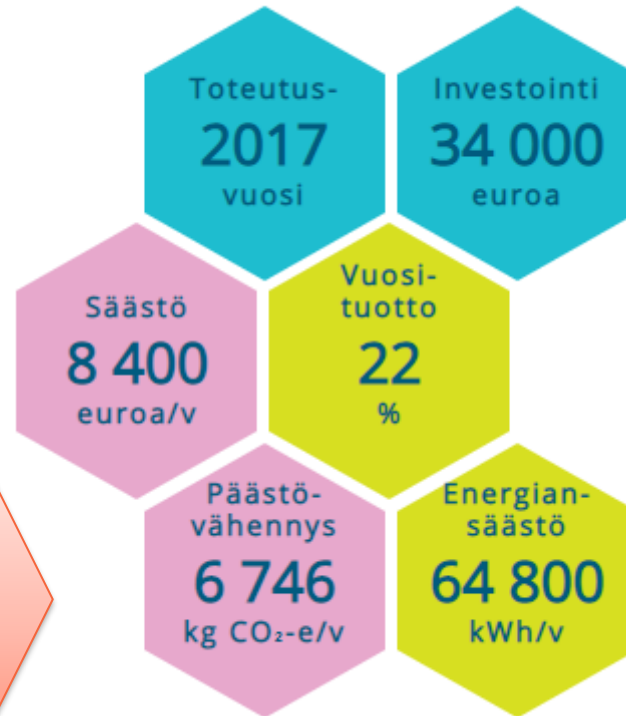 Toteutus-
2017
vuosi
Investointi
34 000
euroa
Säästö
8 400
euroa/v
Vuosi-
tuotto
22
%
Päästö-
vähennys
6 746
kg CO₂-e/v
Energian-
säästö
64 800
kWh/v